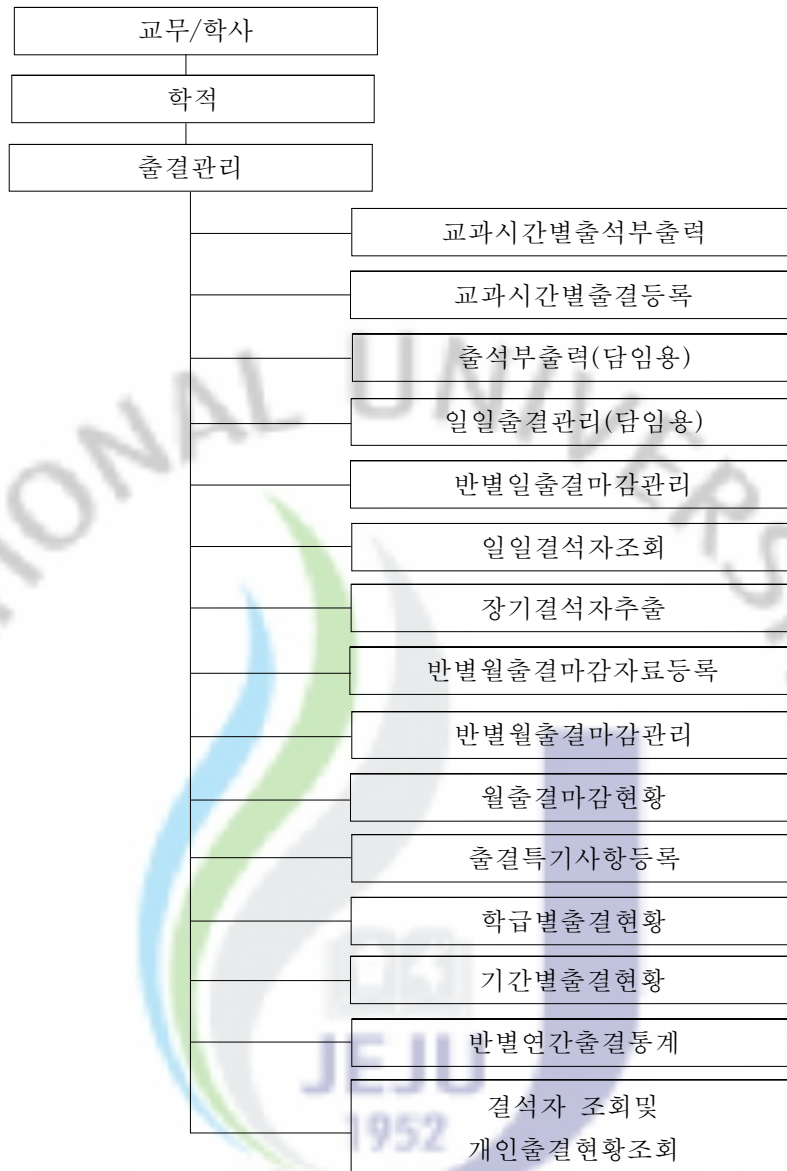 교무/학사
학적
출결관리
교과시간별출석부출력
교과시간별출결등록
출석부출력(담임용)
일일출결관리(담임용)
반별일출결마감관리
일일결석자조회
장기결석자추출
반별월출결마감자료등록
반별월출결마감관리
월출결마감현황
출결특기사항등록
학급별출결현황
기간별출결현황
반별연간출결통계
결석자 조회및
개인출결현황조회
TIONAL UNIVERSI
JEJU
1952